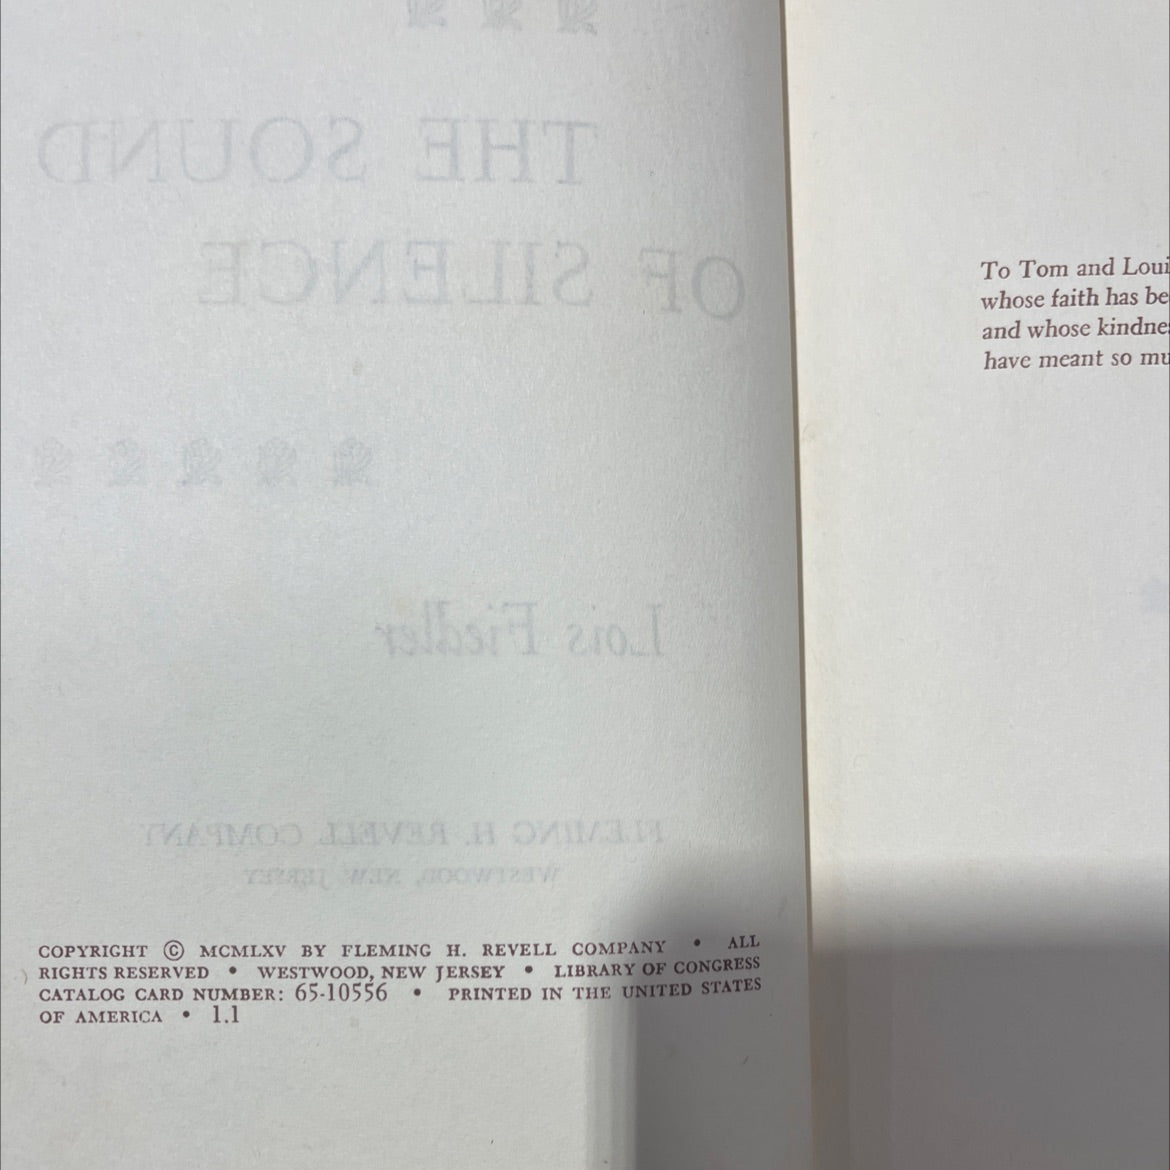 THE SOUND
OF SILENCE
Lois Fiedler
FLEMING H. REVELL COMPANY
WESTWOOD, NEW JERSEY
COPYRIGHT © MCMLXV BY FLEMING H. REVELL COMPANY • ALL
RIGHTS RESERVED • WESTWOOD, NEW JERSEY • LIBRARY OF CONGRESS
CATALOG CARD NUMBER: 65-10556 • PRINTED IN THE UNITED STATES
OF AMERICA • 1.1
To Tom and Loui
whose faith has be
and whose kindnes
have meant so mu